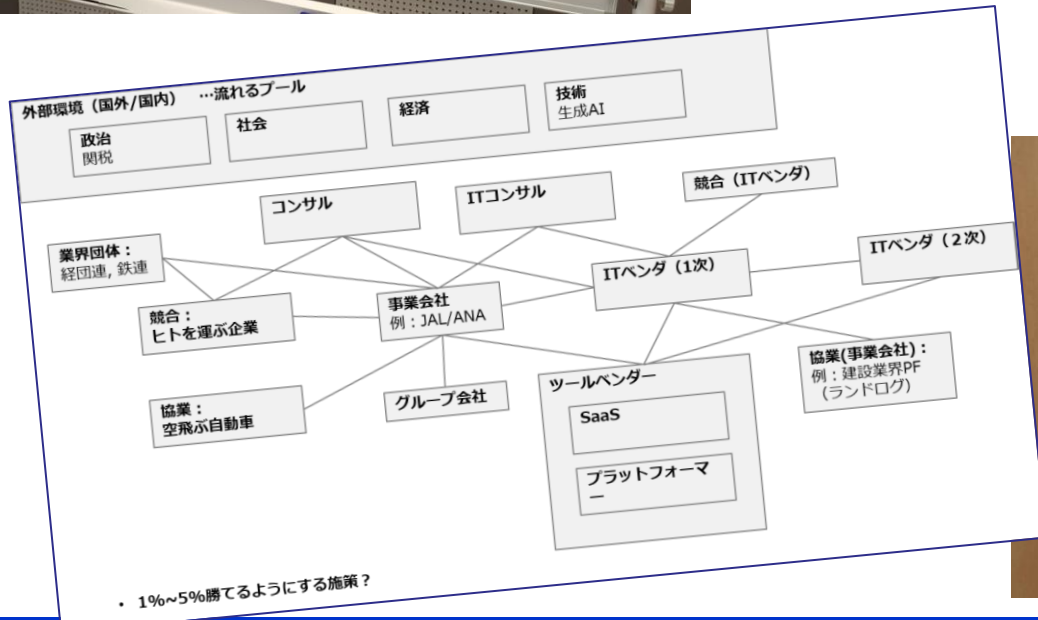 外部環境（国外/国内）　…流れるプール
政治
関税
社会
経済
技術
生成AI
コンサル
ITコンサル
競合（ITベンダ）
業界団体：
経団連, 鉄連
競合：
ヒトを運ぶ企業
事業会社
例：JAL/ANA
ITベンダ（1次）
ITベンダ（２次）
協業：
空飛ぶ自動車
グループ会社
ツールベンダー
SaaS
プラットフォーマ
ー
協業(事業会社)：
例：建設業界PF
（ランドログ）
• 1%~5%勝てるようにする施策？